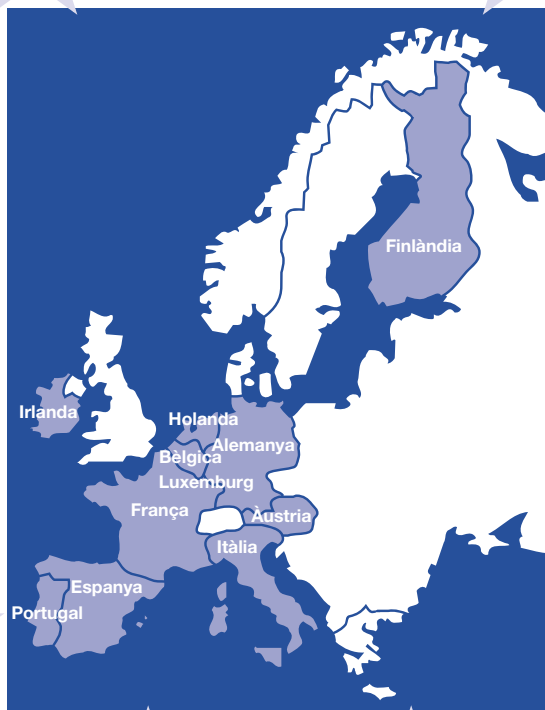 Finlàndia
Irlanda
Holanda
Alemanya
Bèlgica
Luxemburg
França
Àustria
Itàlia
Espanya
Portugal